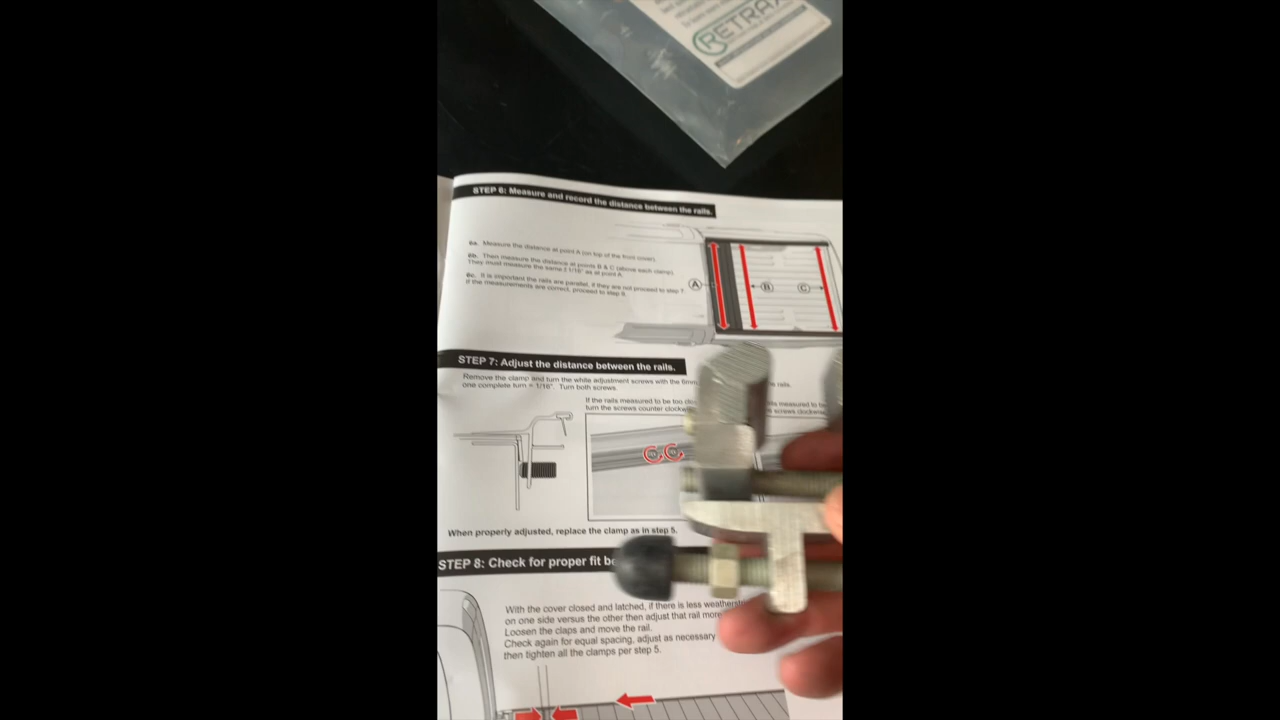 RETRAX
STEP 6: Measure and record the distance between the rails.
6a. Measure the distance at point A (on top of the front cover).
6b. Then measure the distance at points B & C (above each clamp).
They must measure the same ± 1/16" as at point A.
6c. It is important the rails are parallel, if they are not proceed to step 7.
If the measurements are correct, proceed to step 8.
A
B
C
STEP 7: Adjust the distance between the rails.
Remove the clamp and turn the white adjustment screws with the 6mm
one complete turn = 1/16". Turn both screws.
If the rails measured to be too
turn the screws counter
rails.
measured to be
screws
When properly adjusted, replace the clamp as in step 5.
STEP 8: Check for proper fit
With the cover closed and latched, if there is less
on one side versus the other then adjust that rail more
Loosen the claps and move the rail.
Check again for equal spacing, adjust as necessary
then tighten all the clamps per step 5.